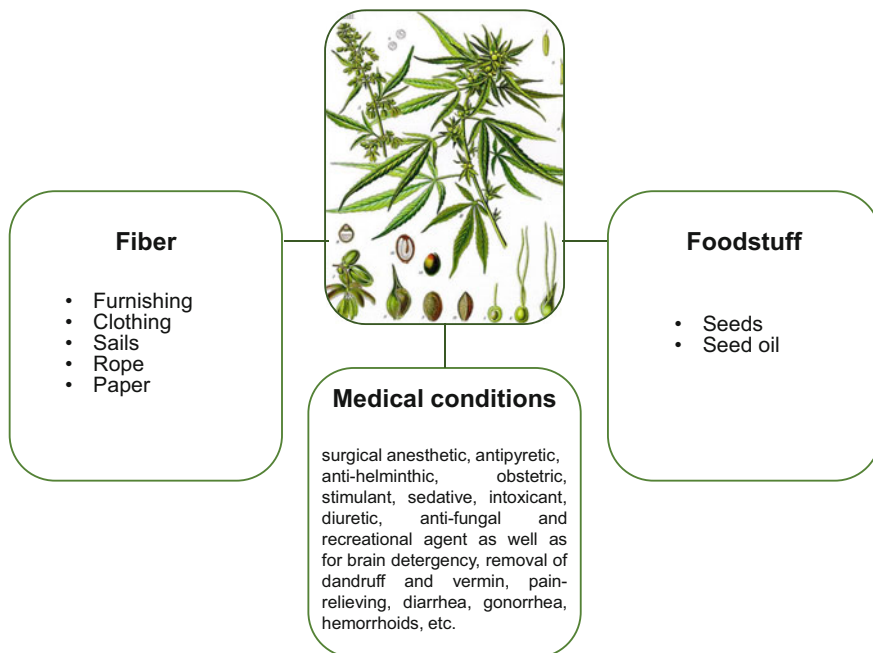 Fiber
• Furnishing
• Clothing
• Sails
• Rope
• Paper
Medical conditions
surgical anesthetic, antipyretic,
anti-helminthic, obstetric,
stimulant, sedative, intoxicant,
diuretic, anti-fungal and
recreational agent as well as
for brain detergency, removal of
dandruff and vermin, pain-
relieving, diarrhea, gonorrhea,
hemorrhoids, etc.
Foodstuff
• Seeds
• Seed oil